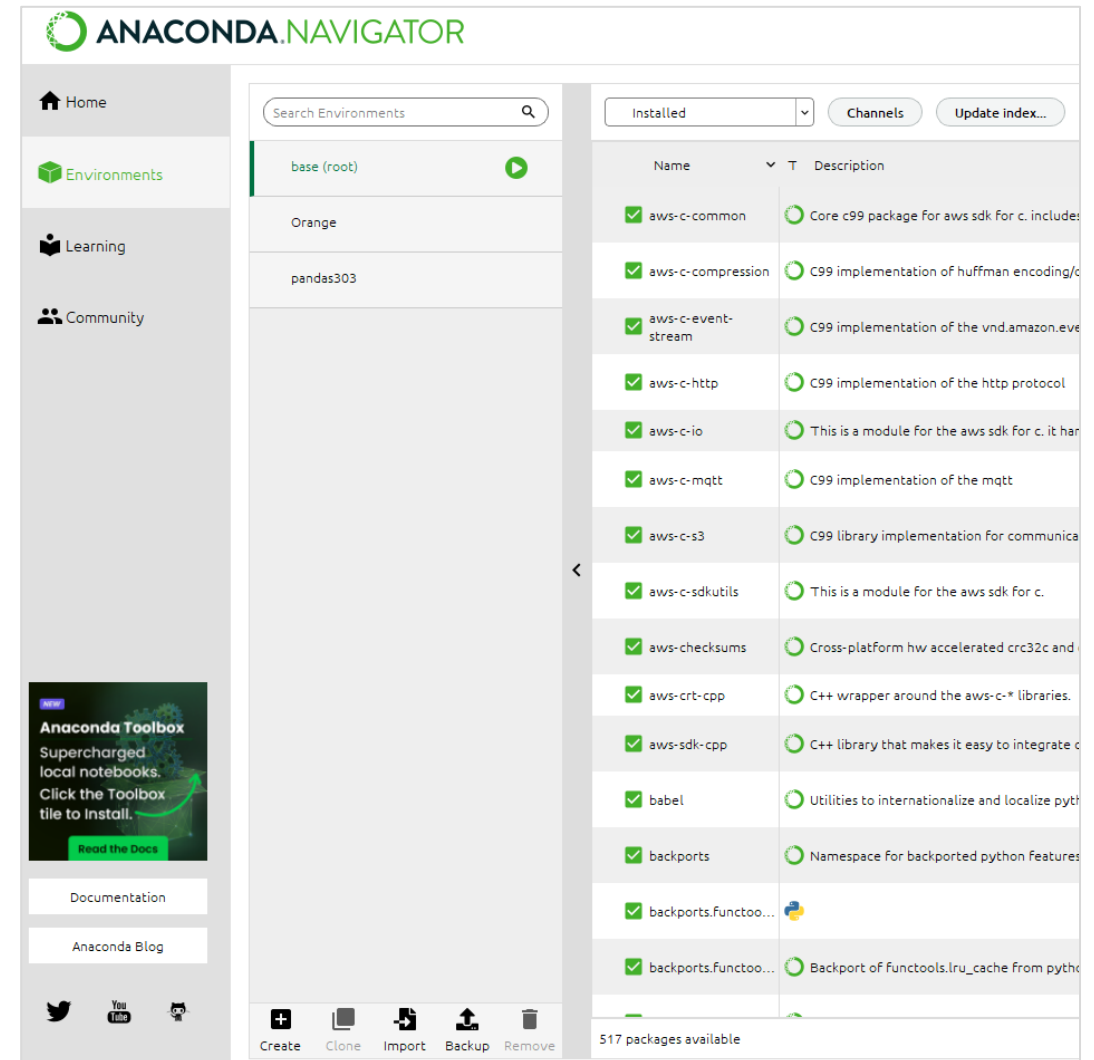 ANACONDA.NAVIGATOR
Home
Environments
Learning
Community
NEW
Anaconda Toolbox
Supercharged
local notebooks.
Click the Toolbox
tile to Install.
Read the Docs
Documentation
Anaconda Blog
You
Tube
Search Environments
base (root)
Orange
pandas303
Create
Clone
Import
Backup
Remove
Installed
Channels
Update index...
Name T Description
aws-c-common Core c99 package for aws sdk for c. includes
aws-c-compression C99 implementation of huffman encoding/
aws-c-event-
stream
C99 implementation of the vnd.amazon.eve
aws-c-http C99 implementation of the http protocol
aws-c-io This is a module for the aws sdk for c. it har
aws-c-mqtt C99 implementation of the mqtt
aws-c-s3 C99 library implementation for communica
aws-c-sdkutils This is a module for the aws sdk for c.
aws-checksums Cross-platform hw accelerated crc32c and
aws-crt-cpp C++ wrapper around the aws-c-* libraries.
aws-sdk-cpp C++ library that makes it easy to integrate
babel Utilities to internationalize and localize pyth
backports Namespace for backported python features
backports.functoo...
backports.functoo... Backport of functools.lru_cache from pytho
517 packages available